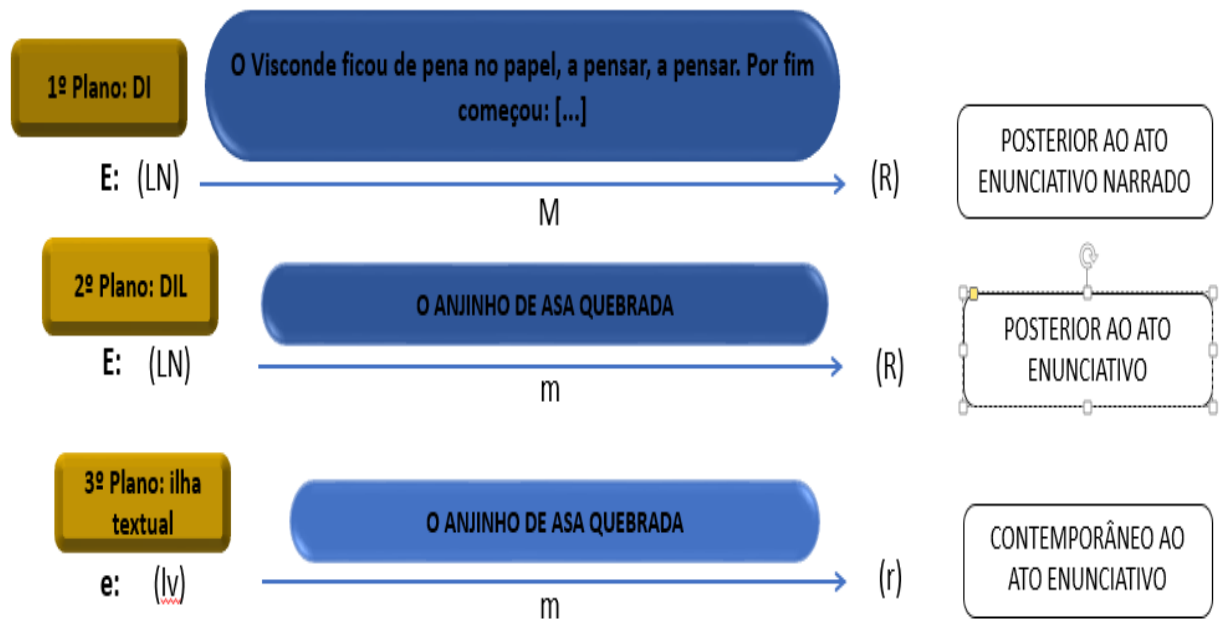 1º Plano: DI
O Visconde ficou de pena no papel, a pensar, a pensar. Por fim
começou: [...]
E: (LN)
M
(R)
POSTERIOR AO ATO
ENUNCIATIVO NARRADO
2º Plano: DIL
O ANJINHO DE ASA QUEBRADA
E: (LN)
m
(R)
POSTERIOR AO ATO
ENUNCIATIVO
3º Plano: ilha
textual
O ANJINHO DE ASA QUEBRADA
e: (lv)
m
(r)
CONTEMPORÂNEO AO
ATO ENUNCIATIVO